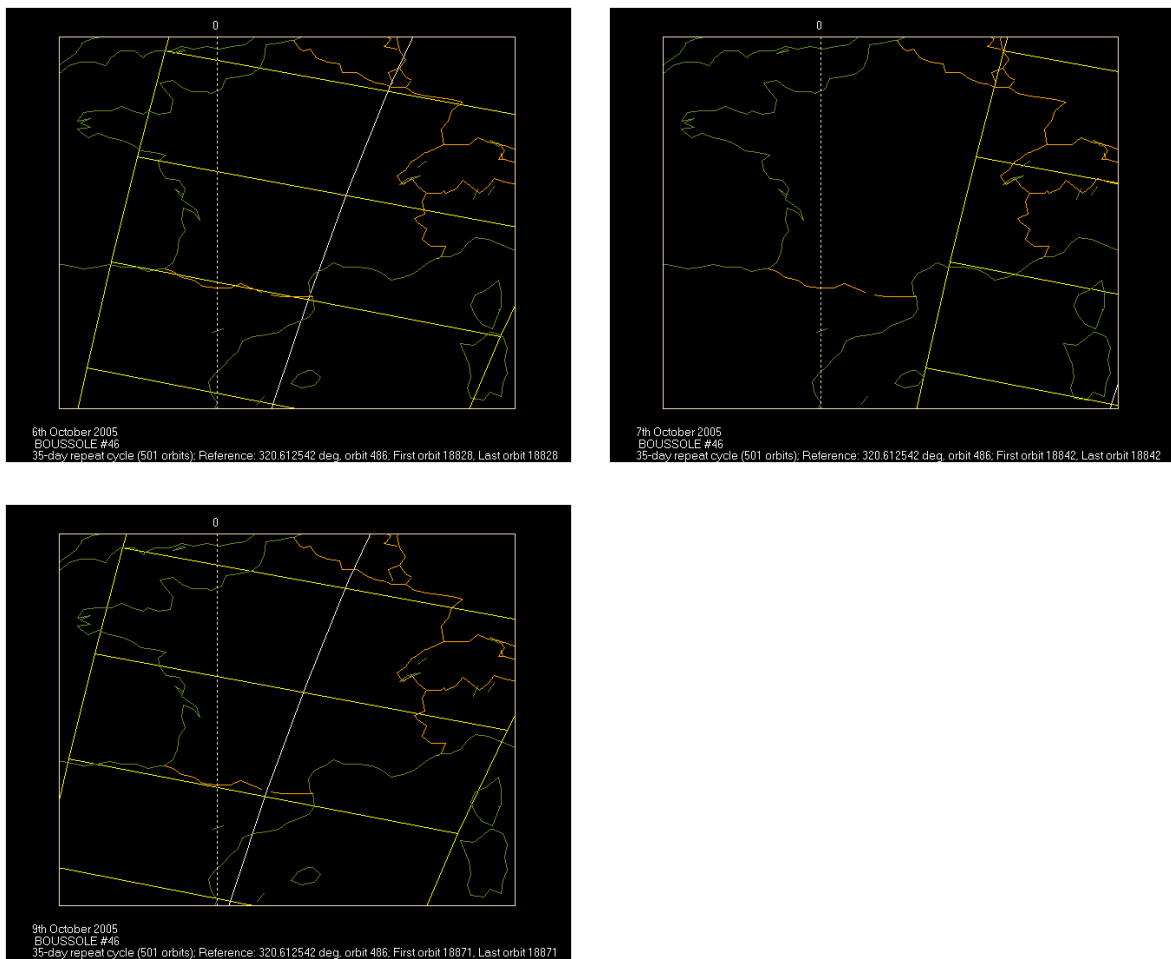 0
6th October 2005
BOUSSOLE #46
35-day repeat cycle (501 orbits); Reference: 320.612542 deg, orbit 486; First orbit 18828, Last orbit 18828
0
7th October 2005
BOUSSOLE #46
35-day repeat cycle (501 orbits); Reference: 320.612542 deg, orbit 486; First orbit 18842, Last orbit 18842
0
9th October 2005
BOUSSOLE #46
35-day repeat cycle (501 orbits); Reference: 320.612542 deg, orbit 486; First orbit 18871, Last orbit 18871